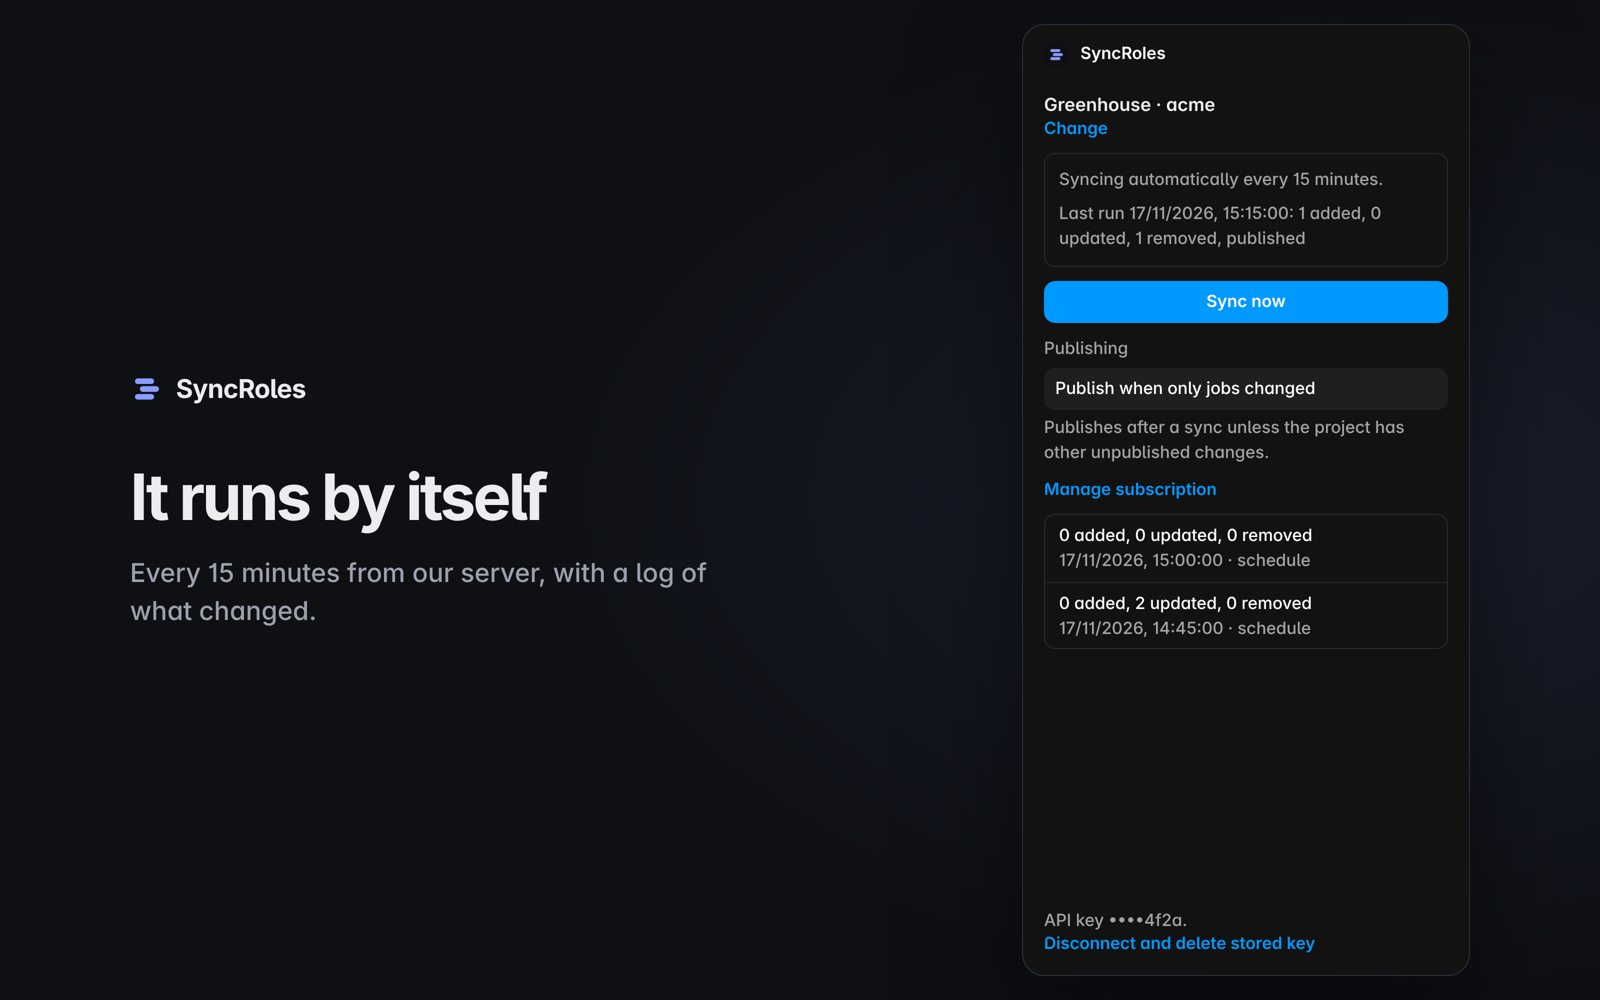 SyncRoles
It runs by itself
Every 15 minutes from our server, with a log of
what changed.
SyncRoles
Greenhouse · acme
Change
Syncing automatically every 15 minutes.
Last run 17/11/2026, 15:15:00: 1 added, 0
updated, 1 removed, published
Sync now
Publishing
Publish when only jobs changed
Publishes after a sync unless the project has
other unpublished changes.
Manage subscription
0 added, 0 updated, 0 removed
17/11/2026, 15:00:00 · schedule
0 added, 2 updated, 0 removed
17/11/2026, 14:45:00 · schedule
API key ••••4f2a.
Disconnect and delete stored key